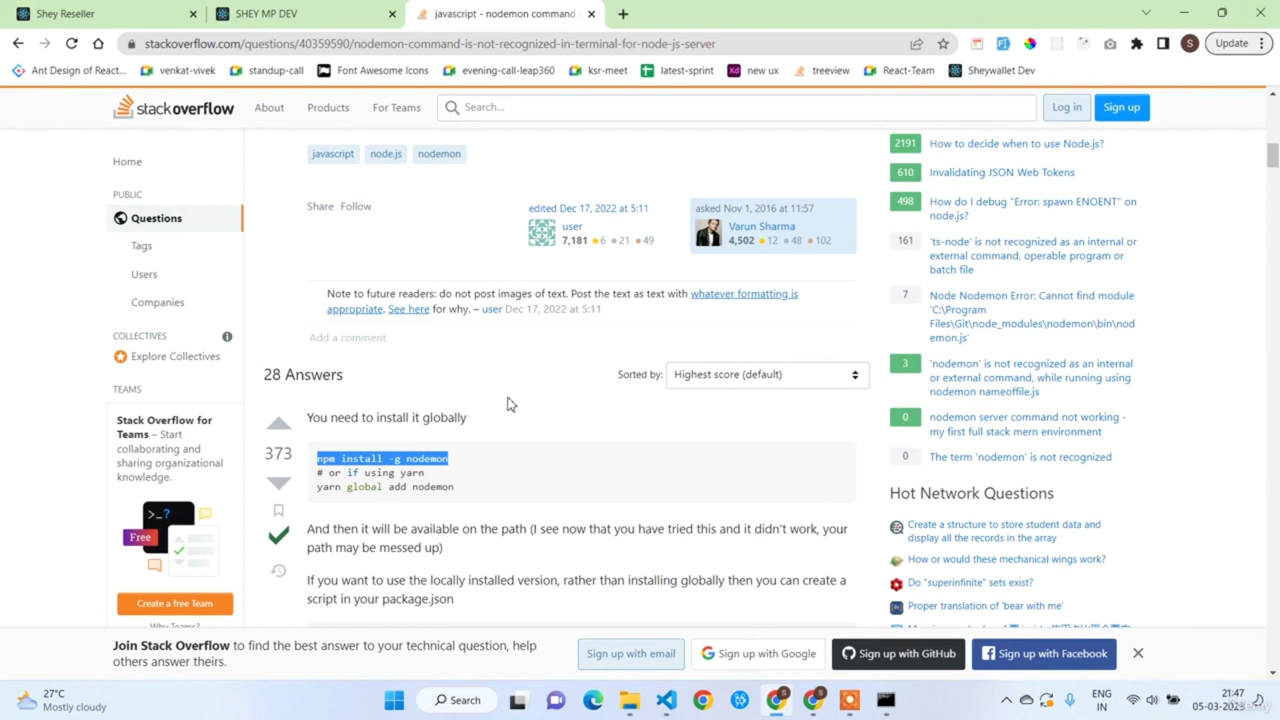 Shey Reseller
SHEY MP DEV
javascript - nodemon command
stackoverflow.com/questions/40359590/nodemon-command-is-not-recognized-in-terminal-for-node-js-server
S
Update
Ant Design of React...
venkat-vivek
standup-call
Font Awesome Icons
evening-call-leap360
ksr-meet
latest-sprint
Xd
new ux
treeview
React-Team
Sheywallet Dev
stackoverflow
About
Products
For Teams
Search...
Log in
Sign up
Home
PUBLIC
Questions
Tags
Users
Companies
COLLECTIVES
Explore Collectives
TEAMS
Stack Overflow for
Teams – Start
collaborating and
sharing organizational
knowledge.
>_?
Free
Create a free Team
Why Teams?
javascript
node.js
nodemon
Share Follow
edited Dec 17, 2022 at 5:11
user
7,181 6 21 49
asked Nov 1, 2016 at 11:57
Varun Sharma
4,502 12 48 102
Note to future readers: do not post images of text. Post the text as text with whatever formatting is
appropriate. See here for why. – user Dec 17, 2022 at 5:11
Add a comment
28 Answers
Sorted by:
Highest score (default)
373
You need to install it globally
npm install -g nodemon
# or if using yarn
yarn global add nodemon
And then it will be available on the path (I see now that you have tried this and it didn't work, your
path may be messed up)
If you want to use the locally installed version, rather than installing globally then you can create a
script in your package.json
2191 How to decide when to use Node.js?
610 Invalidating JSON Web Tokens
498 How do I debug "Error: spawn ENOENT" on
node.js?
161 'ts-node' is not recognized as an internal or
external command, operable program or
batch file
7 Node Nodemon Error: Cannot find module
'C:\Program
Files\Git\node_modules\nodemon\bin\nod
emon.js'
3 'nodemon' is not recognized as an internal
or external command, while running using
nodemon nameoffile.js
0 nodemon server command not working -
my first full stack mern environment
0 The term 'nodemon' is not recognized
Hot Network Questions
Create a structure to store student data and
display all the records in the array
How or would these mechanical wings work?
Do "superinfinite" sets exist?
Proper translation of 'bear with me'
Join Stack Overflow to find the best answer to your technical question, help
others answer theirs.
Sign up with email
Sign up with Google
Sign up with GitHub
Sign up with Facebook
27°C
Mostly cloudy
Search
ENG
IN
21:47